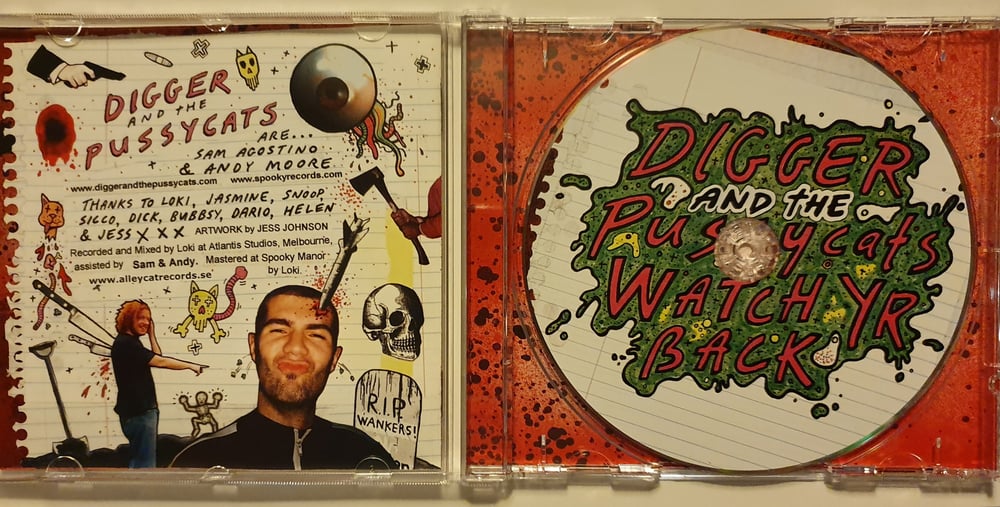 DIGGER
AND THE
PUSSYCATS
ARE...
SAM AGOSTINO
& ANDY MOORE
www.diggerandthepussycats.com www.spookyrecords.com
THANKS TO LOKI, JASMINE, SNOOP,
SICCO, DICK, BWBBSY, DARIO, HELEN
& JESS X X X ARTWORK by JESS JOHNSON
Recorded and Mixed by Loki at Atlantis Studios, Melbourne,
assisted by Sam & Andy. Mastered at Spooky Manor
by Loki.
www.alleycatrecords.se
R.I.P.
WANKERS!
DIGGER
AND THE
Pussycats
WATCH YR
BACK